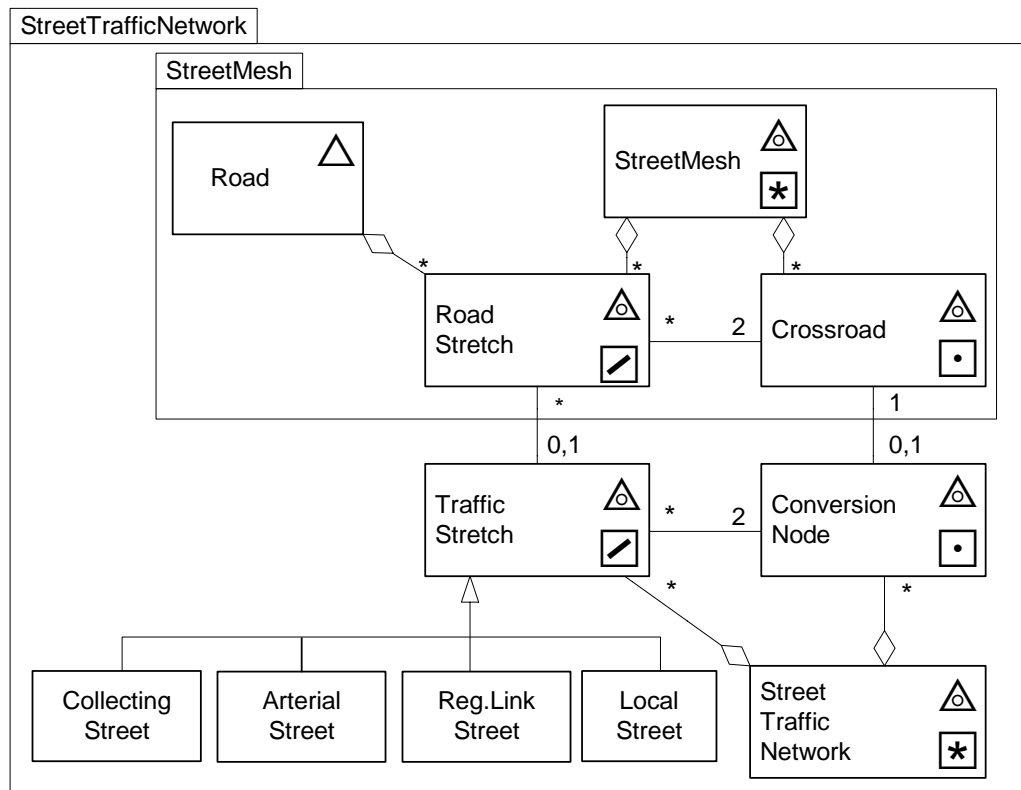 StreetTrafficNetwork
StreetMesh
Road
StreetMesh
*
*
*
Road
Stretch
*
2
Crossroad
*
1
0,1
0,1
Traffic
Stretch
*
2
Conversion
Node
*
*
Collecting
Street
Arterial
Street
Reg.Link
Street
Local
Street
Street
Traffic
Network